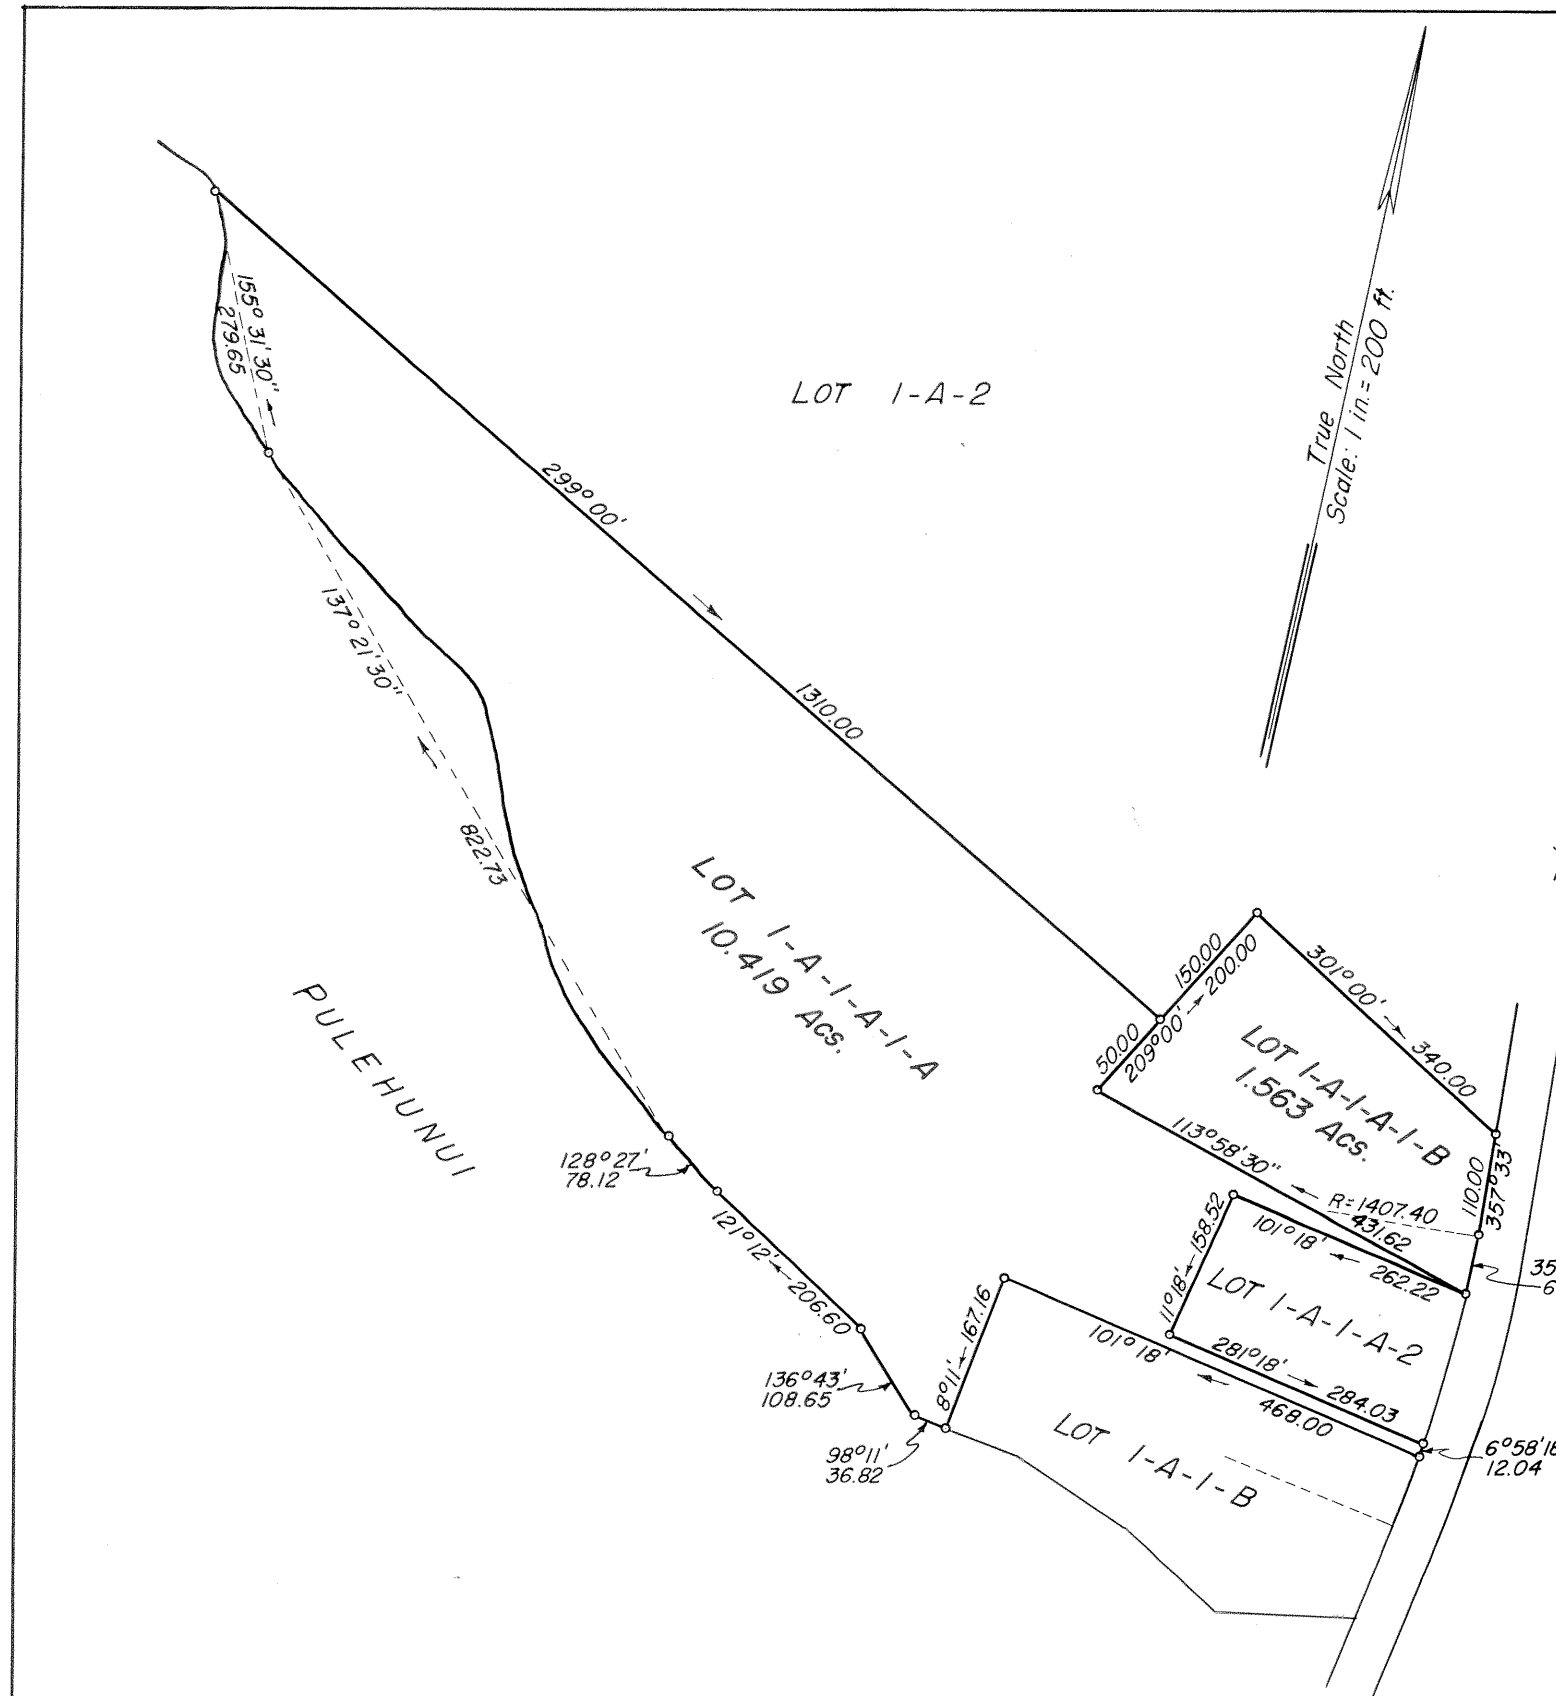 True North
Scale: 1 in. = 200 ft.
LOT 1-A-2
155° 31' 30"
279.65
299° 00'
1310.00
137° 21' 30"
822.73
LOT 1-A-1-A-1-A
10.419 Acs.
PULEHUNUI
150.00
50.00
209° 00' 200.00
301° 00' 340.00
LOT 1-A-1-A-1-B
1.563 Acs.
113° 58' 30"
431.62
R = 1407.40
110.00
357° 33'
35
6
128° 27'
78.12
121° 12' 206.60
136° 43'
108.65
98° 11'
36.82
8° 11' 167.16
11° 18' 158.52
101° 18' 262.22
LOT 1-A-1-A-2
281° 18' 284.03
101° 18' 468.00
6° 58' 18
12.04
LOT 1-A-1-B